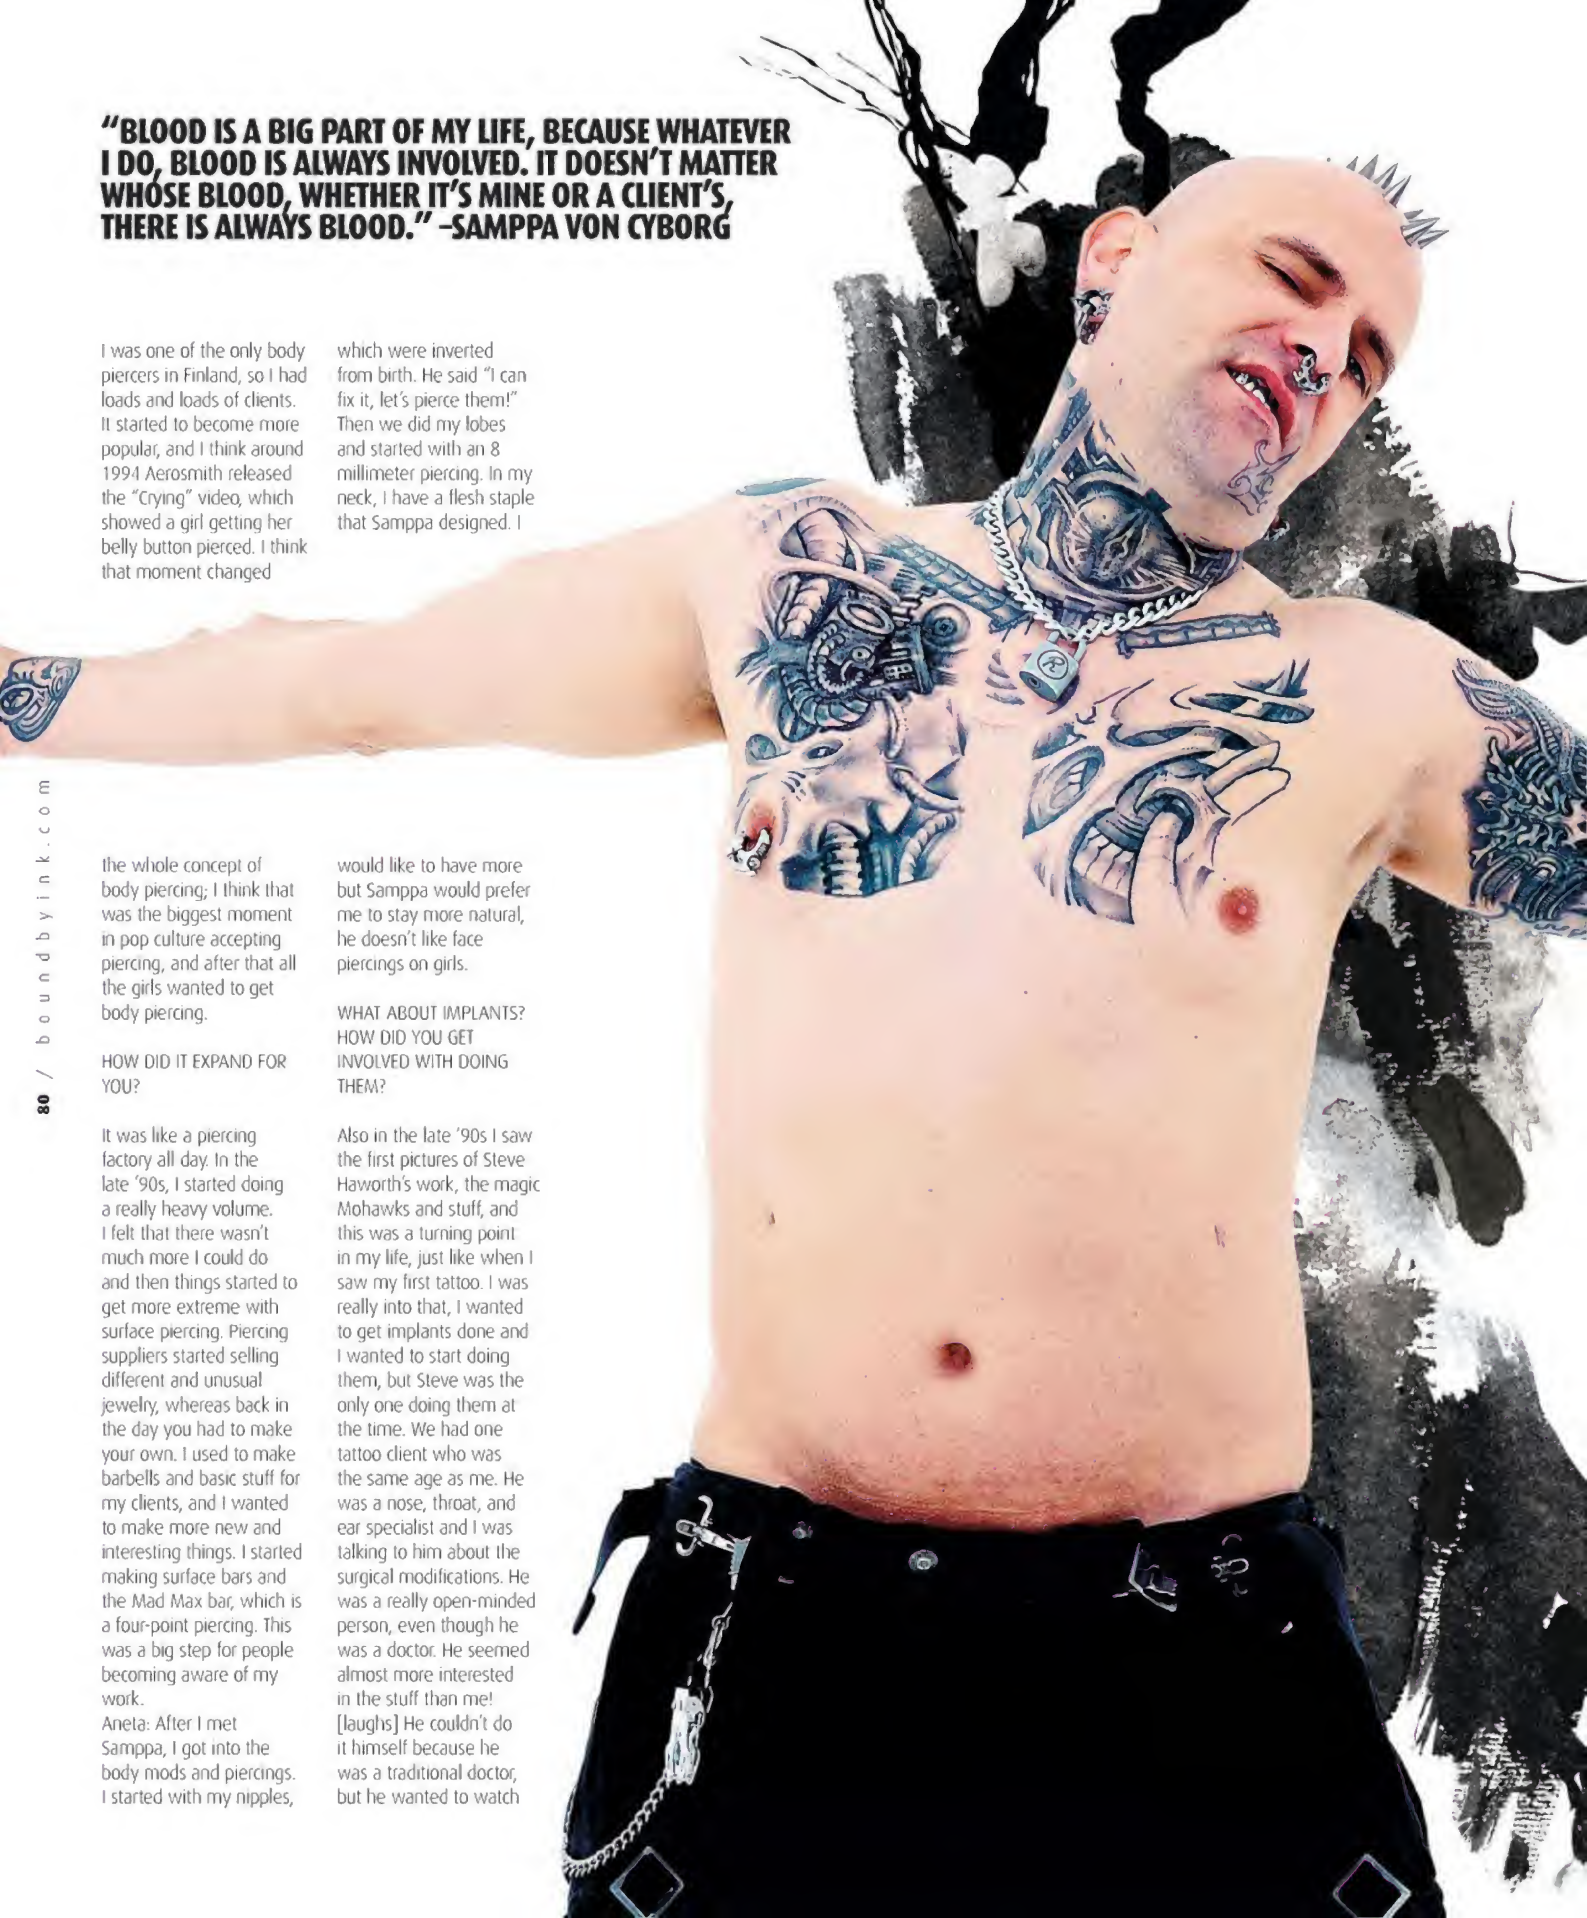 "BLOOD IS A BIG PART OF MY LIFE, BECAUSE WHATEVER
I DO, BLOOD IS ALWAYS INVOLVED. IT DOESN'T MATTER
WHOSE BLOOD, WHETHER IT'S MINE OR A CLIENT'S,
THERE IS ALWAYS BLOOD." –SAMPPA VON CYBORG
I was one of the only body
piercers in Finland, so I had
loads and loads of clients.
It started to become more
popular, and I think around
1994 Aerosmith released
the "Crying" video, which
showed a girl getting her
belly button pierced. I think
that moment changed
the whole concept of
body piercing; I think that
was the biggest moment
in pop culture accepting
piercing, and after that all
the girls wanted to get
body piercing.
HOW DID IT EXPAND FOR
YOU?
It was like a piercing
factory all day. In the
late '90s, I started doing
a really heavy volume.
I felt that there wasn't
much more I could do
and then things started to
get more extreme with
surface piercing. Piercing
suppliers started selling
different and unusual
jewelry, whereas back in
the day you had to make
your own. I used to make
barbells and basic stuff for
my clients, and I wanted
to make more new and
interesting things. I started
making surface bars and
the Mad Max bar, which is
a four-point piercing. This
was a big step for people
becoming aware of my
work.
Aneta: After I met
Samppa, I got into the
body mods and piercings.
I started with my nipples,
which were inverted
from birth. He said "I can
fix it, let's pierce them!"
Then we did my lobes
and started with an 8
millimeter piercing. In my
neck, I have a flesh staple
that Samppa designed. I
would like to have more
but Samppa would prefer
me to stay more natural,
he doesn't like face
piercings on girls.
WHAT ABOUT IMPLANTS?
HOW DID YOU GET
INVOLVED WITH DOING
THEM?
Also in the late '90s I saw
the first pictures of Steve
Haworth's work, the magic
Mohawks and stuff, and
this was a turning point
in my life, just like when I
saw my first tattoo. I was
really into that, I wanted
to get implants done and
I wanted to start doing
them, but Steve was the
only one doing them at
the time. We had one
tattoo client who was
the same age as me. He
was a nose, throat, and
ear specialist and I was
talking to him about the
surgical modifications. He
was a really open-minded
person, even though he
was a doctor. He seemed
almost more interested
in the stuff than me!
[laughs] He couldn't do
it himself because he
was a traditional doctor,
but he wanted to watch
80 / boundbyink.com
R